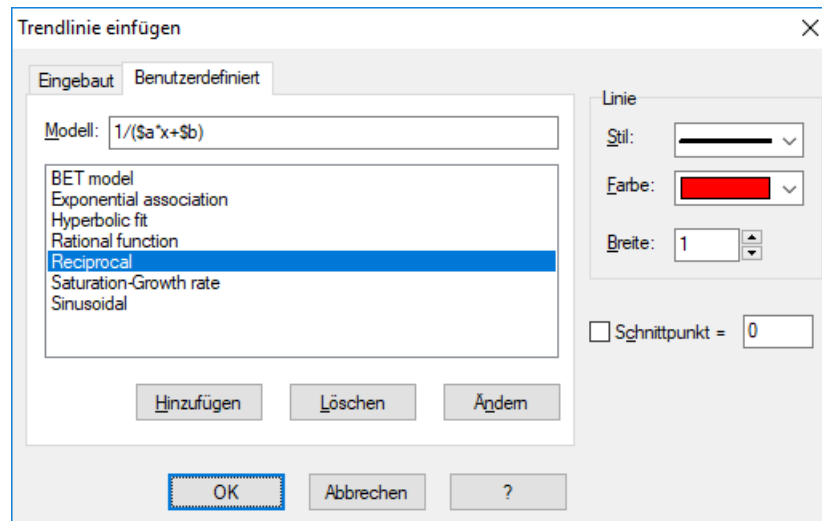 Trendlinie einfügen
Eingebaut Benutzerdefiniert
Modell: 1/($a*x+$b)
BET model
Exponential association
Hyperbolic fit
Rational function
Reciprocal
Saturation-Growth rate
Sinusoidal
Hinzufügen Löschen Ändern
Linie
Stil:
Farbe:
Breite: 1
Schnittpunkt = 0
OK Abbrechen ?